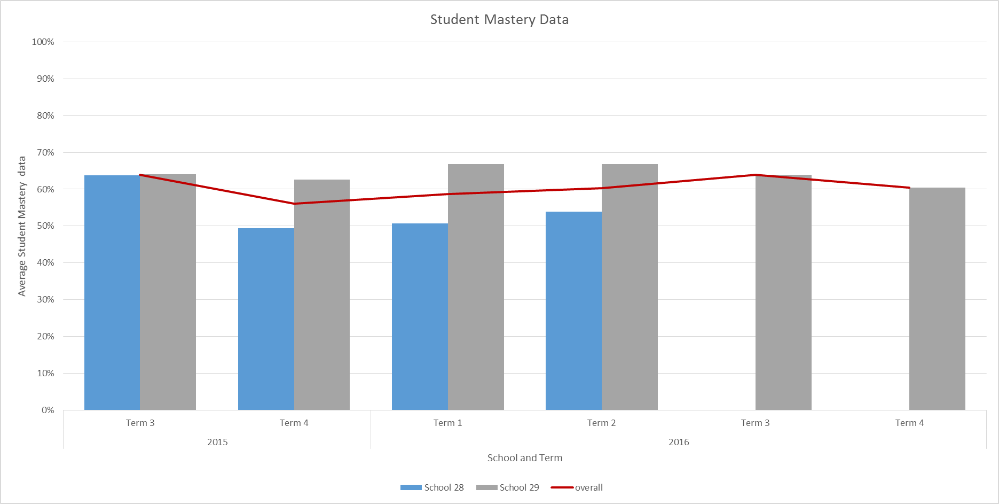 Student Mastery Data
100%
90%
80%
70%
60%
50%
40%
30%
20%
10%
0%
Average Student Mastery data
Term 3 Term 4 Term 1 Term 2 Term 3 Term 4
2015 2016
School and Term
School 28 School 29 overall